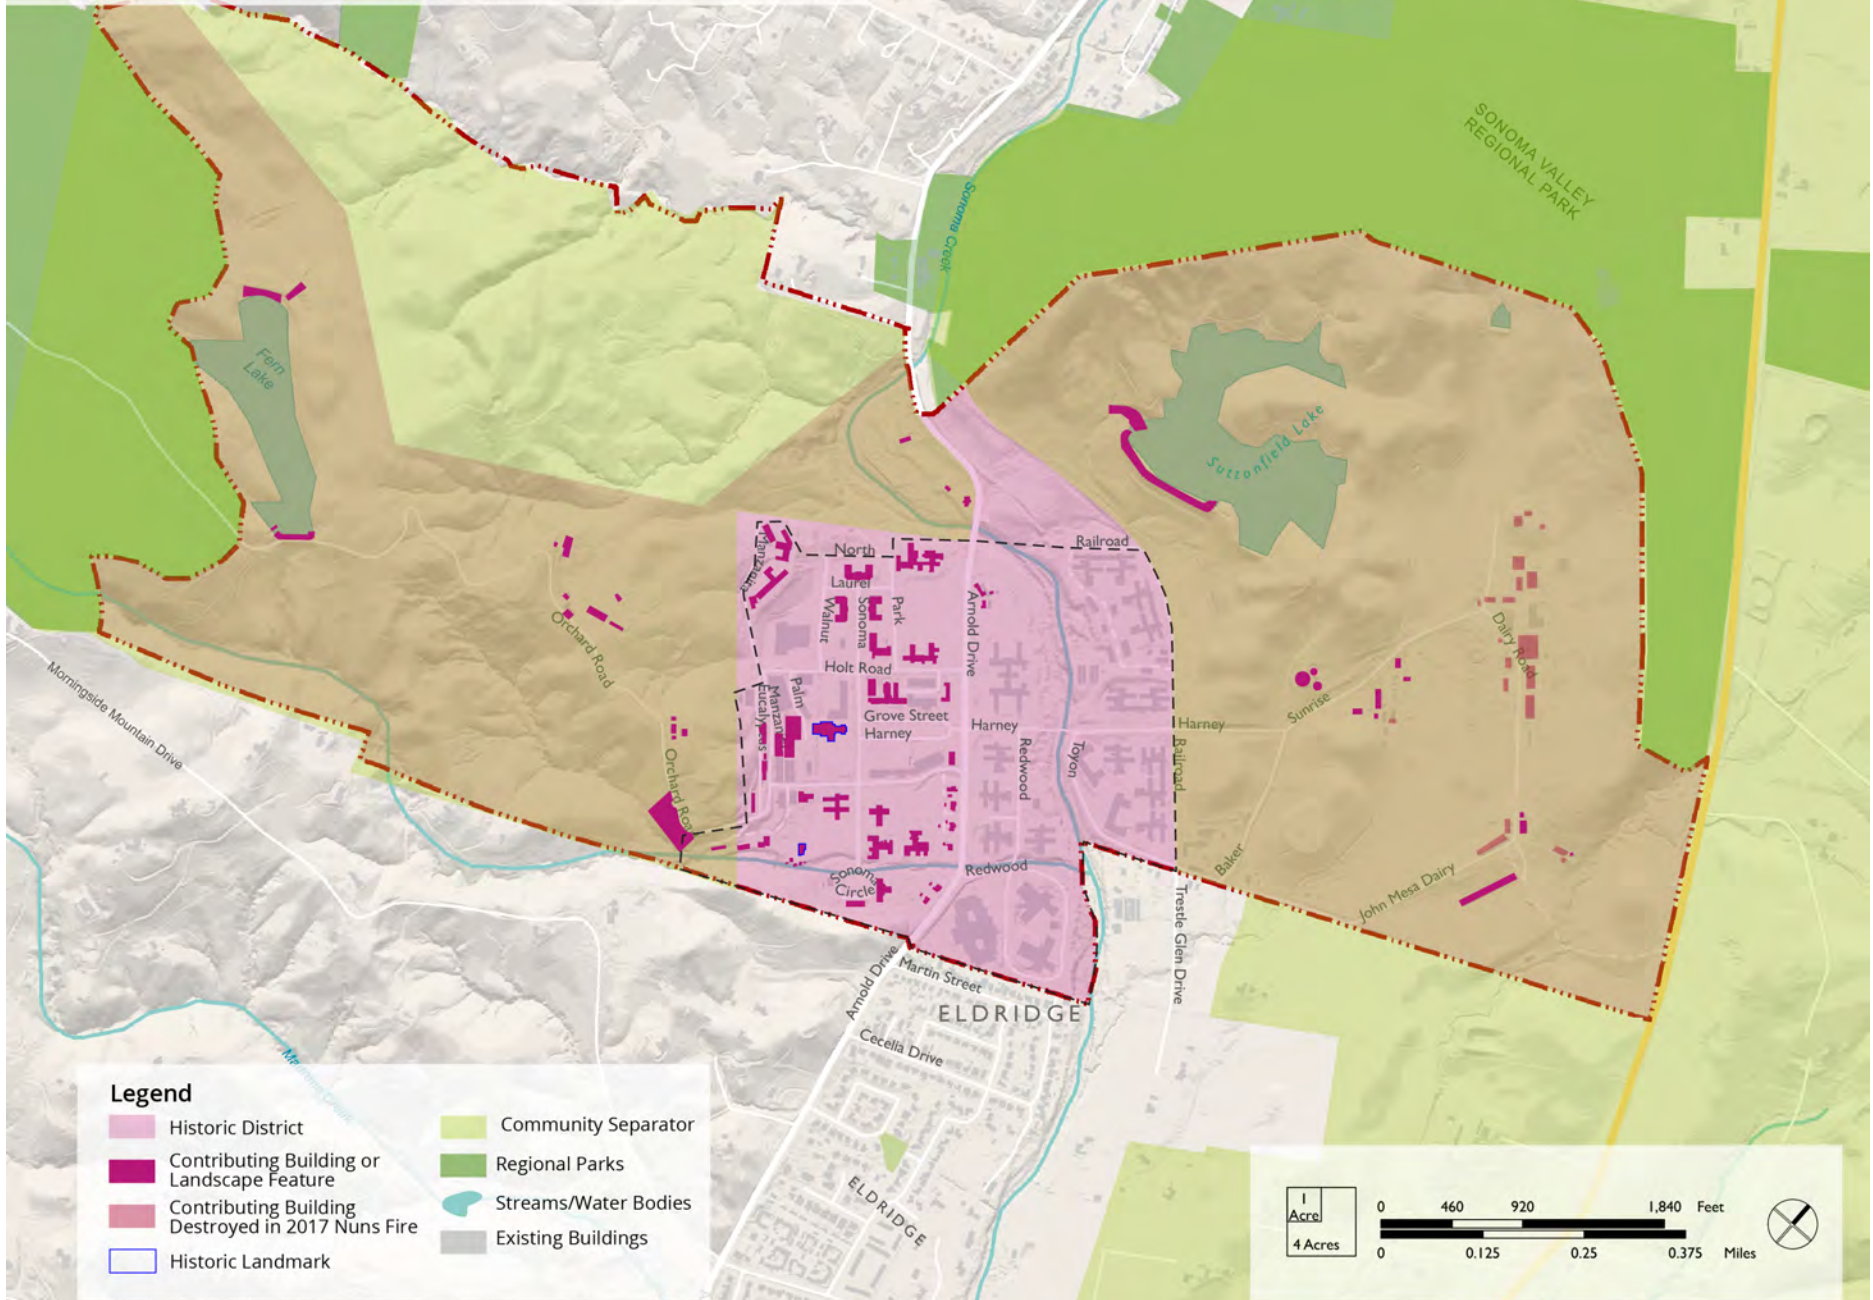 SONOMA VALLEY
REGIONAL PARK
Sonoma Creek
Fern
Lake
Suttonfield Lake
North
Railroad
Manzanita
Laurel
Walnut
Sonoma
Park
Arnold Drive
Orchard Road
Dairy Road
Holt Road
Morningside Mountain Drive
Palm
Manzan
Eucalyptus
Grove Street
Harney
Harney
Harney
Sunrise
Redwood
Toyon
Railroad
Orchard Road
Sonoma
Circle
Redwood
Baker
John Mesa Dairy
Trestle Glen Drive
Arnold Drive
Martin Street
ELDRIDGE
Cecelia Drive
ELDRIDGE
Legend
Historic District
Contributing Building or
Landscape Feature
Contributing Building
Destroyed in 2017 Nuns Fire
Historic Landmark
Community Separator
Regional Parks
Streams/Water Bodies
Existing Buildings
1
Acre
4 Acres
0 460 920 1,840 Feet
0 0.125 0.25 0.375 Miles